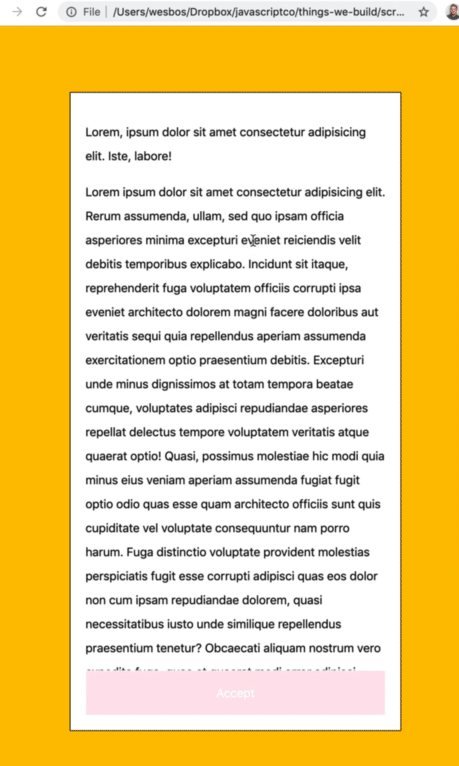 File | /Users/wesbos/Dropbox/javascriptco/things-we-build/scr...
Lorem, ipsum dolor sit amet consectetur adipisicing
elit. Iste, labore!
Lorem ipsum dolor sit amet consectetur adipisicing elit.
Rerum assumenda, ullam, sed quo ipsam officia
asperiores minima excepturi eveniet reiciendis velit
debitis temporibus explicabo. Incidunt sit itaque,
reprehenderit fuga voluptatem officiis corrupti ipsa
eveniet architecto dolorem magni facere doloribus aut
veritatis sequi quia repellendus aperiam assumenda
exercitationem optio praesentium debitis. Excepturi
unde minus dignissimos at totam tempora beatae
cumque, voluptates adipisci repudiandae asperiores
repellat delectus tempore voluptatem veritatis atque
quaerat optio! Quasi, possimus molestiae hic modi quia
minus eius veniam aperiam assumenda fugiat fugit
optio odio quas esse quam architecto officiis sunt quis
cupiditate vel voluptate consequuntur nam porro
harum. Fuga distinctio voluptate provident molestias
perspiciatis fugit esse corrupti adipisci quas eos dolor
non cum ipsam repudiandae dolorem, quasi
necessitatibus iusto unde similique repellendus
praesentium tenetur? Obcaecati aliquam nostrum vero
Accept